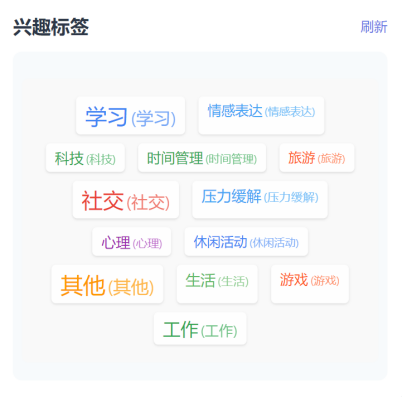 兴趣标签 刷新
学习 (学习) 情感表达 (情感表达)
科技 (科技) 时间管理 (时间管理) 旅游 (旅游)
社交 (社交) 压力缓解 (压力缓解)
心理 (心理) 休闲活动 (休闲活动)
其他 (其他) 生活 (生活) 游戏 (游戏)
工作 (工作)